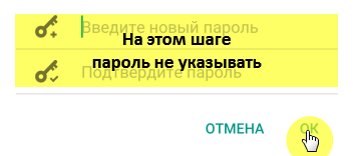 Введите новый пароль
На этом шаге
пароль не указывать
Подтвердите пароль
ОТМЕНА ОК